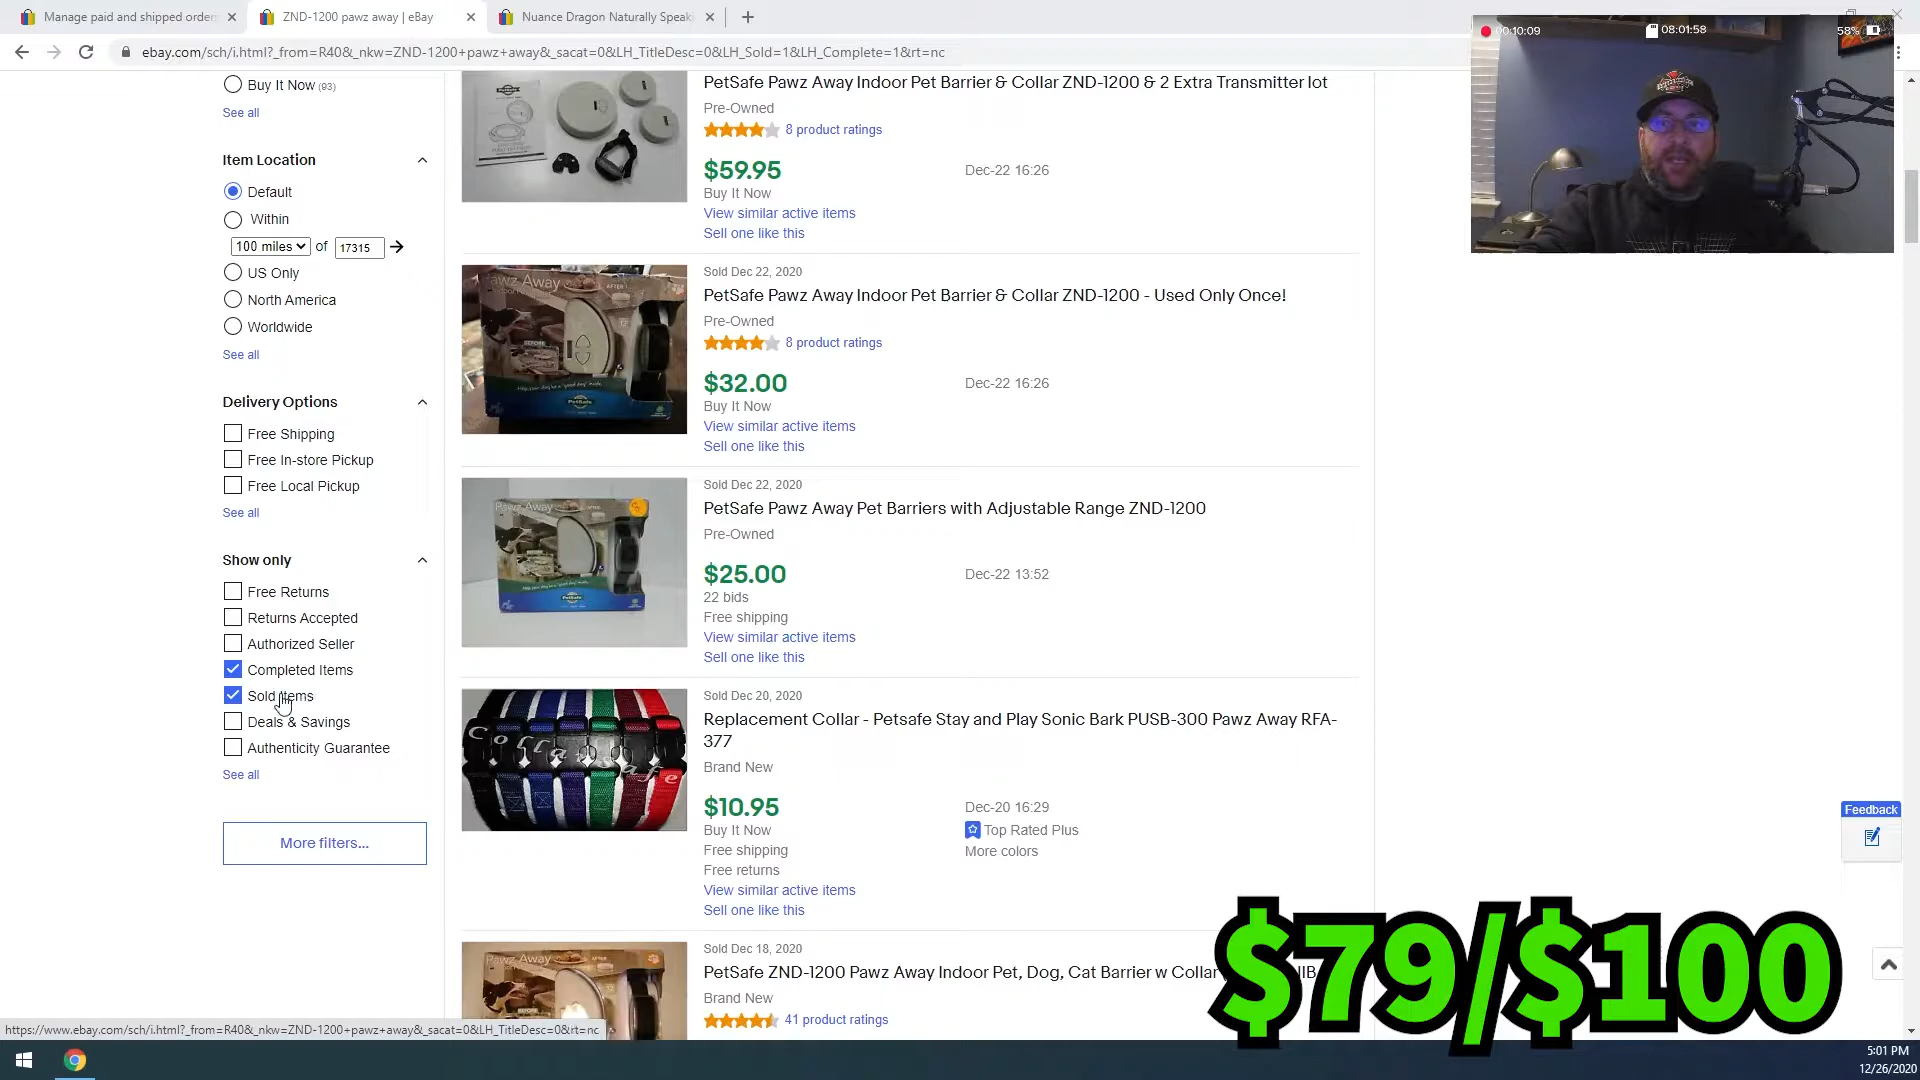 Manage paid and shipped order
ZND-1200 pawz away | eBay
Nuance Dragon Naturally Speaki
ebay.com/sch/i.html?_from=R40&_nkw=ZND-1200+pawz+away&_sacat=0&LH_TitleDesc=0&LH_Sold=1&LH_Complete=1&rt=nc
00:10:09
08:01:58
58%
Buy It Now (93)
See all
Item Location
Default
Within
100 miles of 17315
US Only
North America
Worldwide
See all
Delivery Options
Free Shipping
Free In-store Pickup
Free Local Pickup
See all
Show only
Free Returns
Returns Accepted
Authorized Seller
Completed Items
Sold Items
Deals & Savings
Authenticity Guarantee
See all
More filters...
PetSafe Pawz Away Indoor Pet Barrier & Collar ZND-1200 & 2 Extra Transmitter lot
Pre-Owned
8 product ratings
$59.95
Dec-22 16:26
Buy It Now
View similar active items
Sell one like this
Sold Dec 22, 2020
PetSafe Pawz Away Indoor Pet Barrier & Collar ZND-1200 - Used Only Once!
Pre-Owned
8 product ratings
$32.00
Dec-22 16:26
Buy It Now
View similar active items
Sell one like this
Sold Dec 22, 2020
PetSafe Pawz Away Pet Barriers with Adjustable Range ZND-1200
Pre-Owned
$25.00
Dec-22 13:52
22 bids
Free shipping
View similar active items
Sell one like this
Sold Dec 20, 2020
Replacement Collar - Petsafe Stay and Play Sonic Bark PUSB-300 Pawz Away RFA-
377
Brand New
$10.95
Dec-20 16:29
Buy It Now
Top Rated Plus
Free shipping
More colors
Free returns
View similar active items
Sell one like this
Sold Dec 18, 2020
PetSafe ZND-1200 Pawz Away Indoor Pet, Dog, Cat Barrier w Collar
Brand New
41 product ratings
Feedback
$79/$100
https://www.ebay.com/sch/i.html?_from=R40&_nkw=ZND-1200+pawz+away&_sacat=0&LH_TitleDesc=0&rt=nc
5:01 PM
12/26/2020